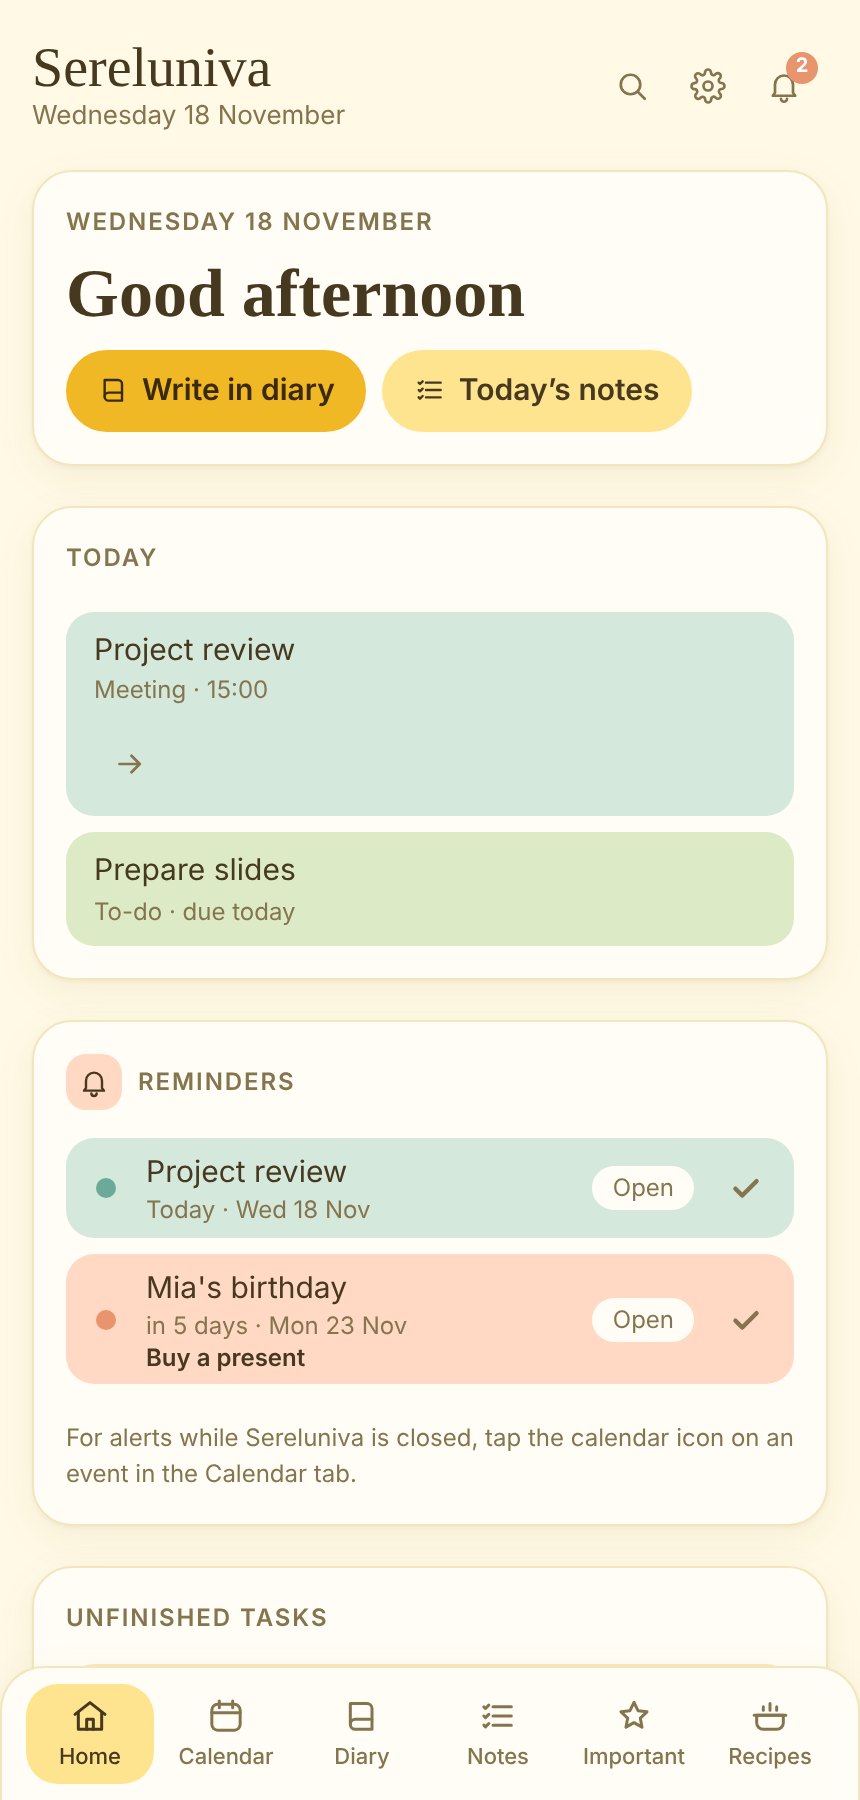 Sereluniva
Wednesday 18 November
2
WEDNESDAY 18 NOVEMBER
Good afternoon
Write in diary
Today’s notes
TODAY
Project review
Meeting · 15:00
Prepare slides
To-do · due today
REMINDERS
Project review
Today · Wed 18 Nov
Open
Mia's birthday
in 5 days · Mon 23 Nov
Buy a present
Open
For alerts while Sereluniva is closed, tap the calendar icon on an
event in the Calendar tab.
UNFINISHED TASKS
Home
Calendar
Diary
Notes
Important
Recipes